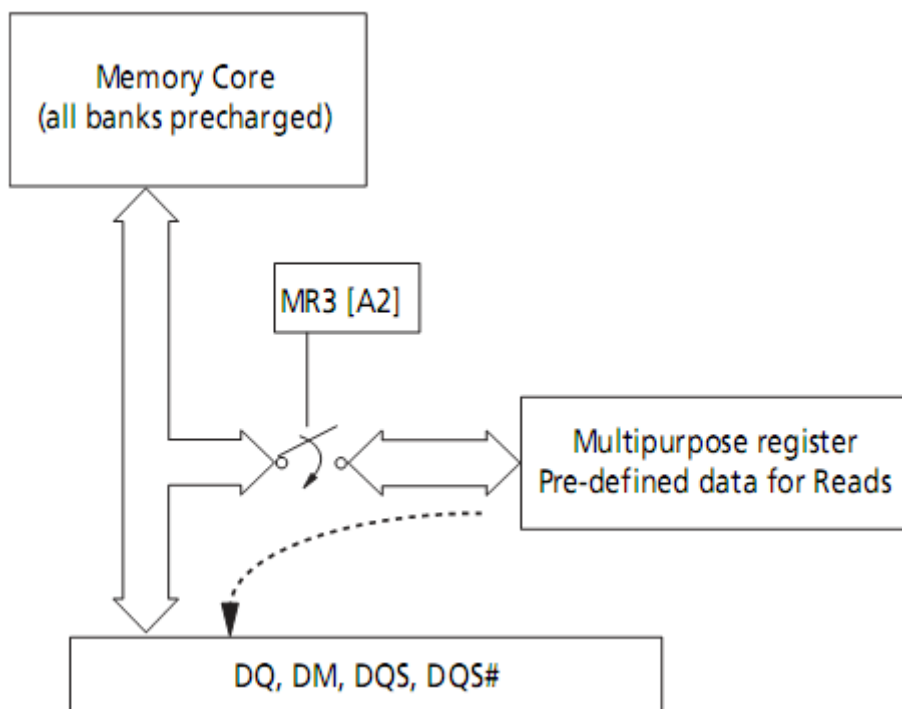 Memory Core
(all banks precharged)
MR3 [A2]
Multipurpose register
Pre-defined data for Reads
DQ, DM, DQS, DQS#